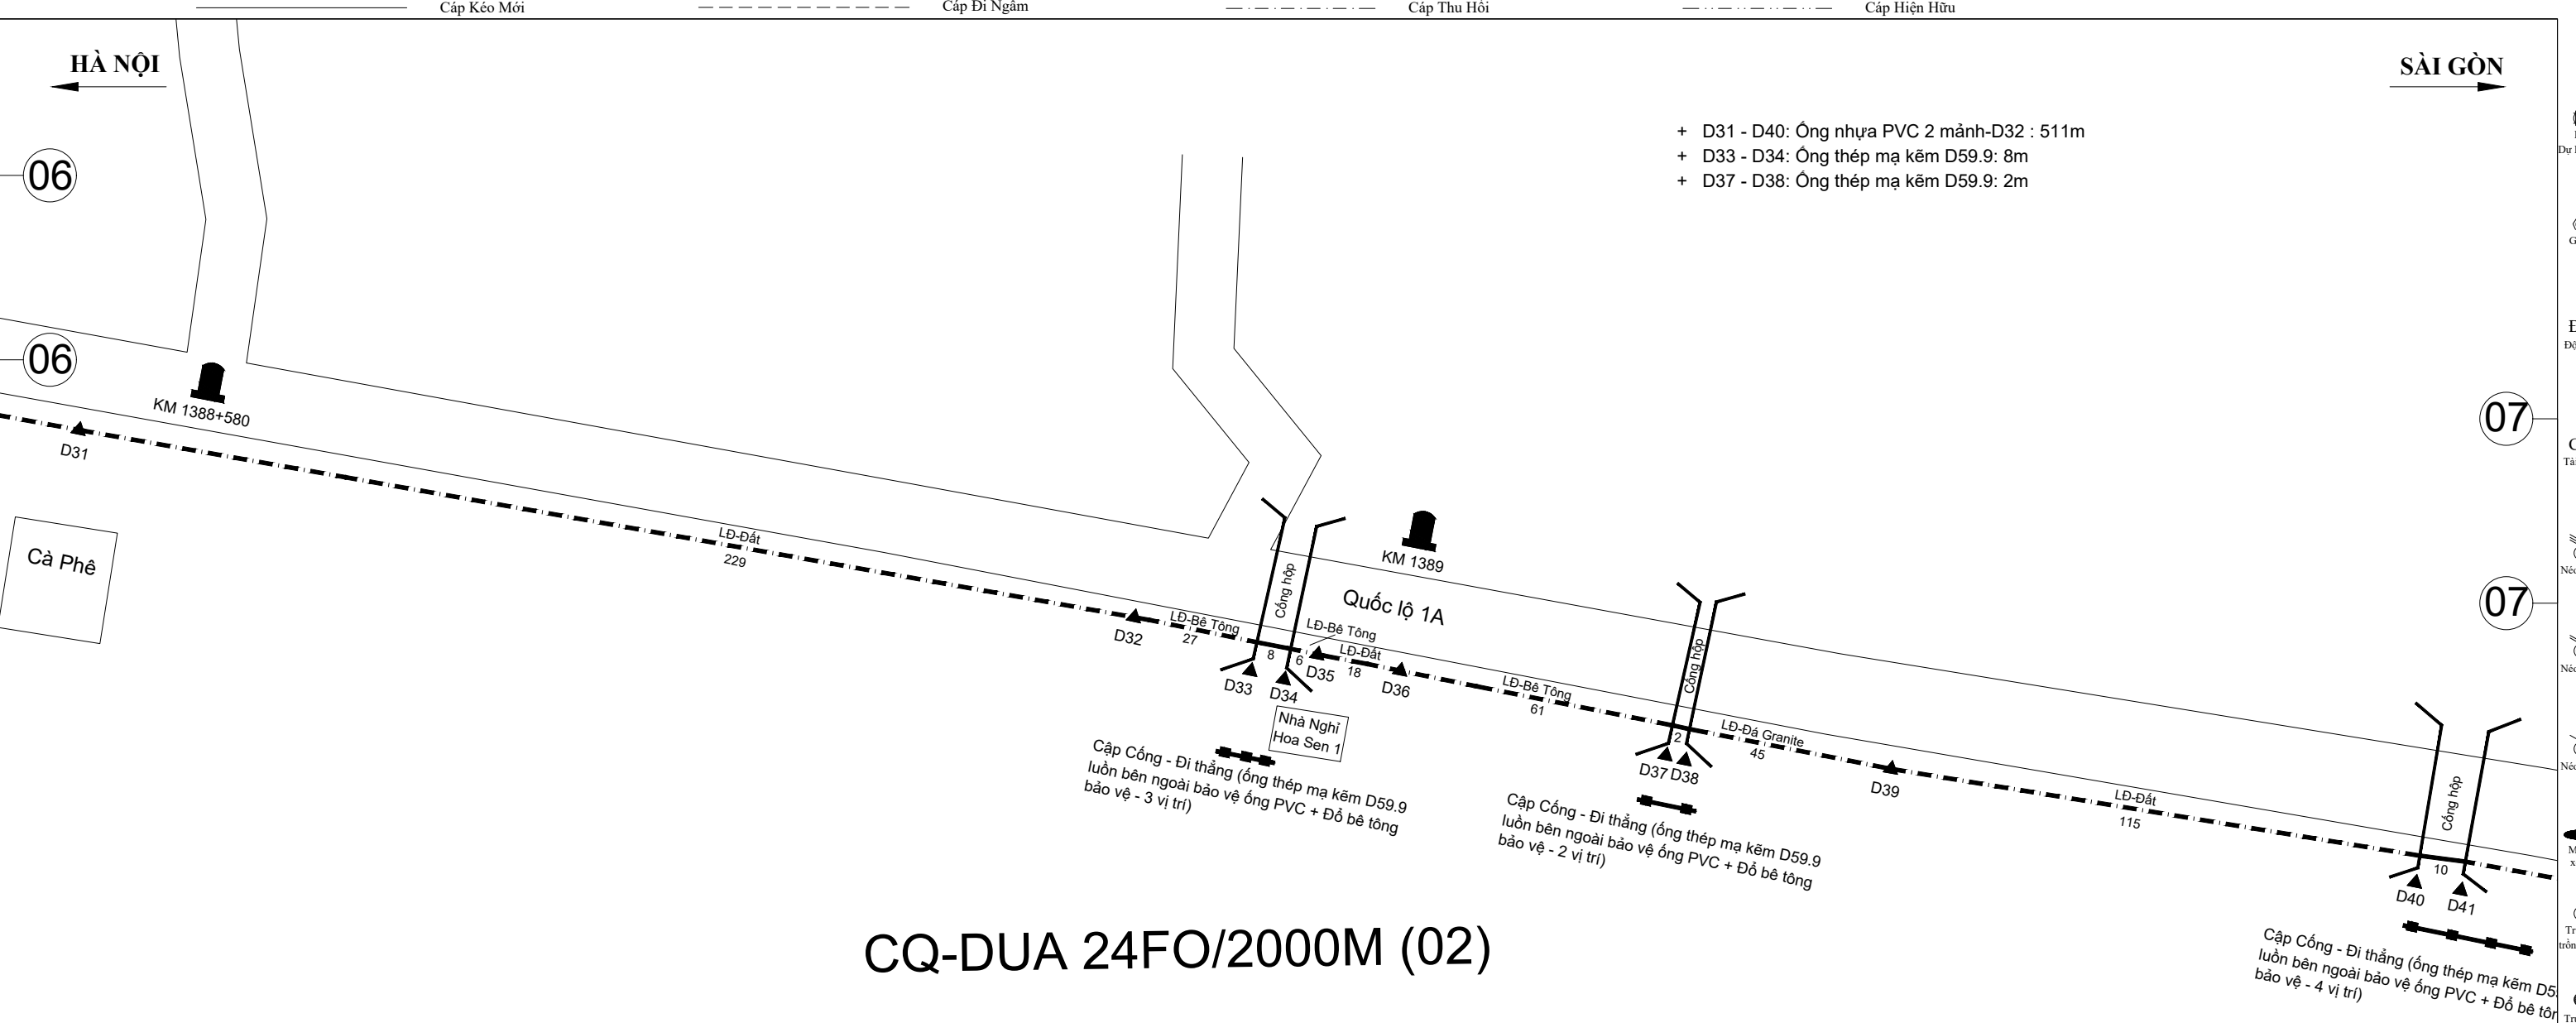 Cáp Kéo Mới
Cáp Đi Ngầm
Cáp Thu Hồi
Cáp Hiện Hữu
HÀ NỘI
SÀI GÒN
+ D31 - D40: Ống nhựa PVC 2 mảnh-D32 : 511m
+ D33 - D34: Ống thép mạ kẽm D59.9: 8m
+ D37 - D38: Ống thép mạ kẽm D59.9: 2m
06
06
07
07
KM 1388+580
D31
Cà Phê
LĐ-Đất
229
D32
LĐ-Bê Tông
27
Cống hộp
8
6
D33
D34
LĐ-Bê Tông
D35
LĐ-Đất
18
D36
KM 1389
Quốc lộ 1A
Nhà Nghỉ
Hoa Sen 1
Cập Cống - Đi thẳng (ống thép mạ kẽm D59.9
luồn bên ngoài bảo vệ ống PVC + Đổ bê tông
bảo vệ - 3 vị trí)
LĐ-Bê Tông
61
Cống hộp
2
D37
D38
LĐ-Đá Granite
45
D39
Cập Cống - Đi thẳng (ống thép mạ kẽm D59.9
luồn bên ngoài bảo vệ ống PVC + Đổ bê tông
bảo vệ - 2 vị trí)
LĐ-Đất
115
Cống hộp
10
D40
D41
Cập Cống - Đi thẳng (ống thép mạ kẽm D5
luồn bên ngoài bảo vệ ống PVC + Đổ bê
bảo vệ - 4 vị trí)
CQ-DUA 24FO/2000M (02)